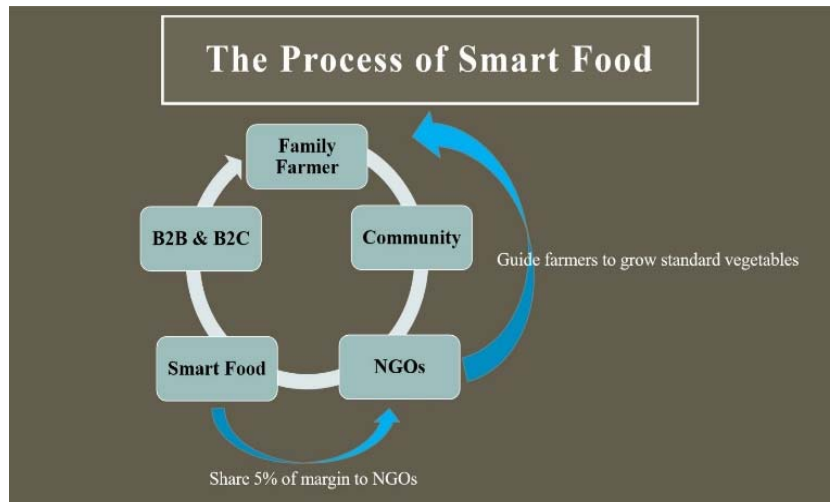 The Process of Smart Food
Family
Farmer
B2B & B2C
Community
Guide farmers to grow standard vegetables
Smart Food
NGOs
Share 5% of margin to NGOs